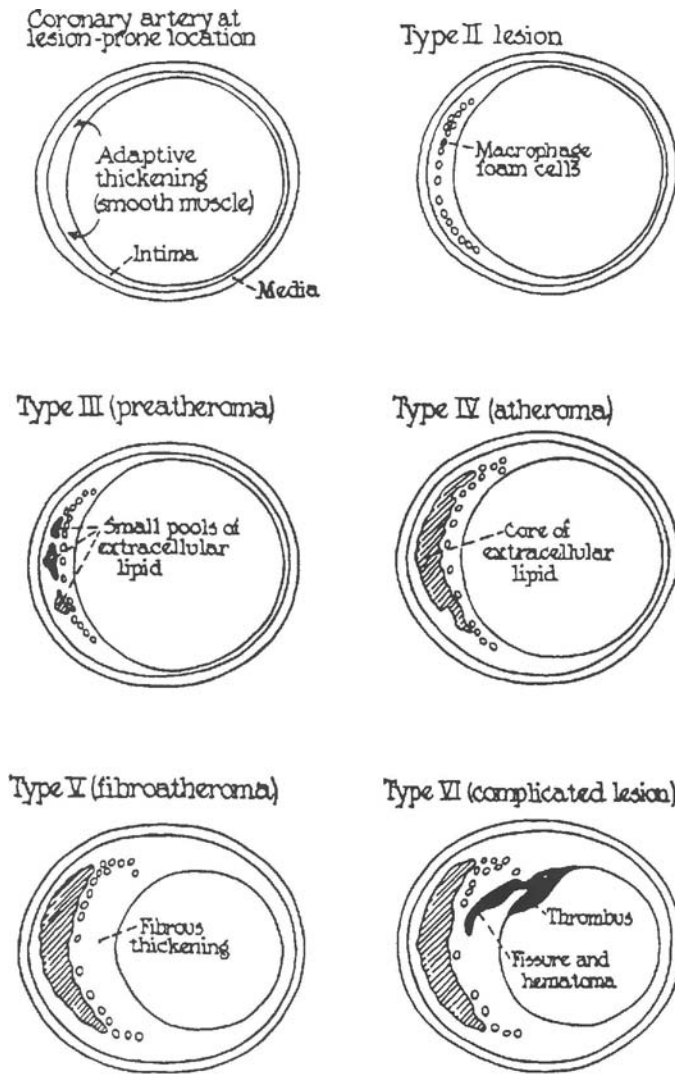 Coronary artery at
lesion-prone location
Adaptive
thickening
(smooth muscle)
Intima
Media
Type II lesion
Macrophage
foam cells
Type III (preatheroma)
Small pools of
extracellular
lipid
Type IV (atheroma)
Core of
extracellular
lipid
Type V (fibroatheroma)
Fibrous
thickening
Type VI (complicated lesion)
Thrombus
Fissure and
hematoma